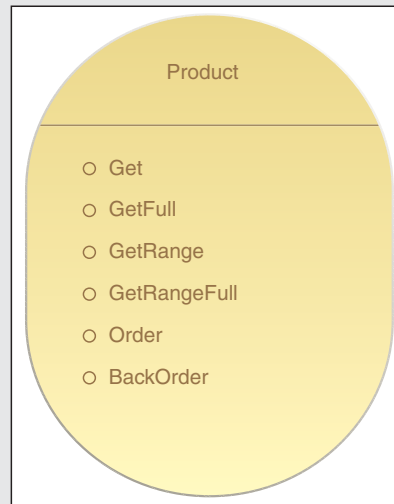 Product
Get
GetFull
GetRange
GetRangeFull
Order
BackOrder